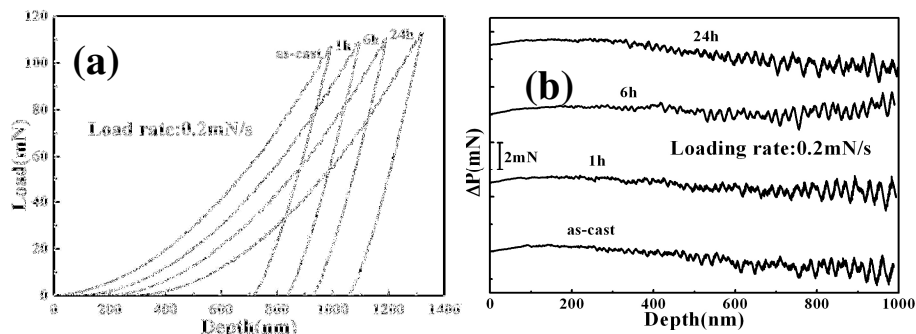 120
100
80
60
40
20
0
Load(mN)
(a)
as-cast 1h 6h 24h
Load rate:0.2mN/s
0 200 400 600 800 1000 1200 1400
Depth(nm)
ΔP(mN)
(b)
24h
6h
2mN
Loading rate:0.2mN/s
1h
as-cast
0 200 400 600 800 1000
Depth(nm)